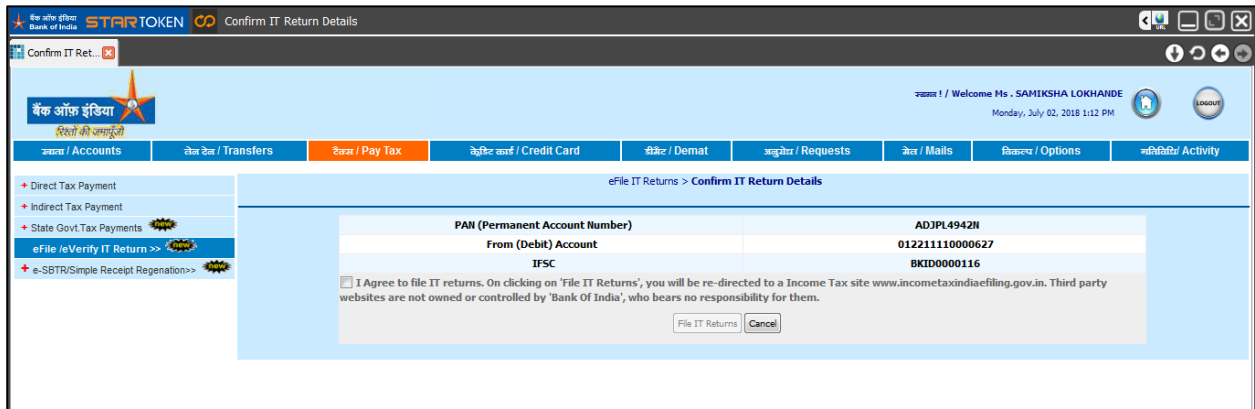 बैंक ऑफ़ इंडिया
Bank of India STAR TOKEN Confirm IT Return Details URL
Confirm IT Ret...
बैंक ऑफ़ इंडिया
रिश्तों की जमापूँजी
स्वागत ! / Welcome Ms . SAMIKSHA LOKHANDE
Monday, July 02, 2018 1:12 PM
LOGOUT
खाता / Accounts लेन देन / Transfers टैक्स / Pay Tax क्रेडिट कार्ड / Credit Card डीमैट / Demat अनुरोध / Requests मेल / Mails विकल्प / Options गतिविधि/ Activity
+ Direct Tax Payment
+ Indirect Tax Payment
+ State Govt.Tax Payments new
eFile /eVerify IT Return >> new
+ e-SBTR/Simple Receipt Regenation>> new
eFile IT Returns > Confirm IT Return Details
PAN (Permanent Account Number) ADJPL4942N
From (Debit) Account 012211110000627
IFSC BKID0000116
I Agree to file IT returns. On clicking on 'File IT Returns', you will be re-directed to a Income Tax site www.incometaxindiaefiling.gov.in. Third party
websites are not owned or controlled by 'Bank Of India', who bears no responsibility for them.
File IT Returns Cancel